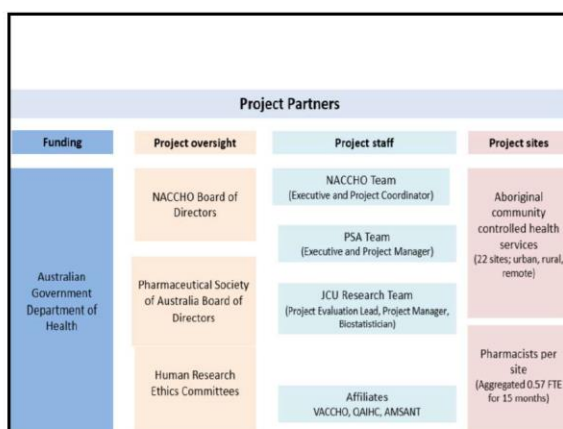 Project Partners
Funding
Project oversight
Project staff
Project sites
Australian
Government
Department of
Health
NACCHO Board of
Directors
Pharmaceutical Society
of Australia Board of
Directors
Human Research
Ethics Committees
NACCHO Team
(Executive and Project Coordinator)
PSA Team
(Executive and Project Manager)
JCU Research Team
(Project Evaluation Lead, Project Manager,
Biostatistician)
Affiliates
VACCHO, QAIHC, AMSANT
Aboriginal
community
controlled health
services
(22 sites; urban, rural,
remote)
Pharmacists per
site
(Aggregated 0.57 FTE
for 15 months)